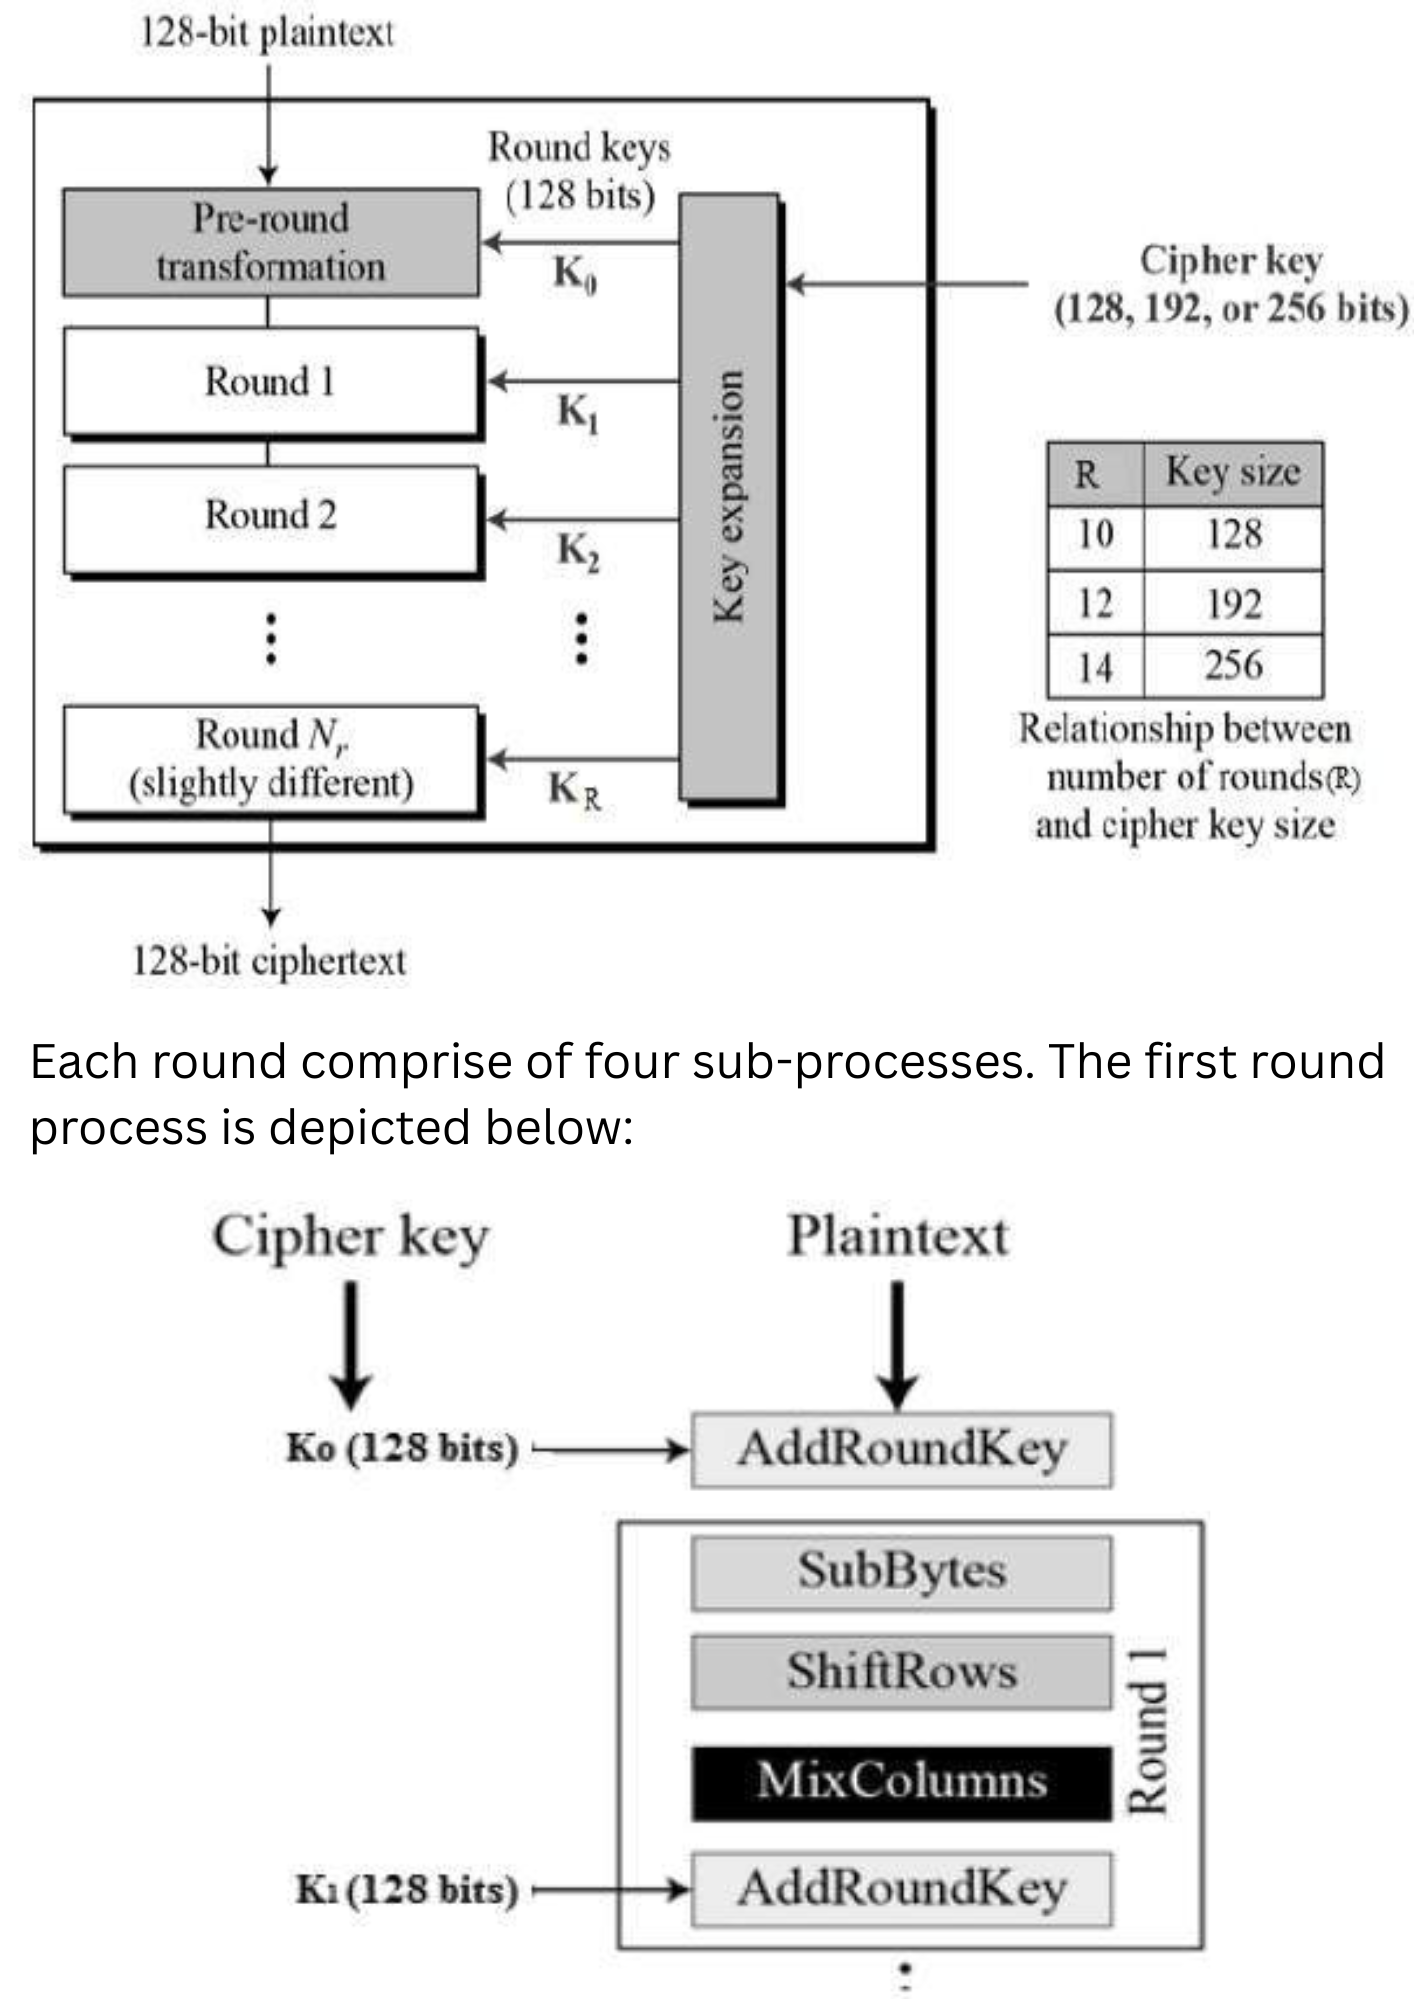 128-bit plaintext
Round keys
(128 bits)
Pre-round
transformation
K0
Cipher key
(128, 192, or 256 bits)
Round 1
K1
Key expansion
Round 2
K2
R Key size
10 128
12 192
14 256
Relationship between
number of rounds(R)
and cipher key size
Round Nr
(slightly different)
KR
128-bit ciphertext
Each round comprise of four sub-processes. The first round
process is depicted below:
Cipher key
Plaintext
Ko (128 bits)
AddRoundKey
SubBytes
ShiftRows
MixColumns
Round 1
K1 (128 bits)
AddRoundKey